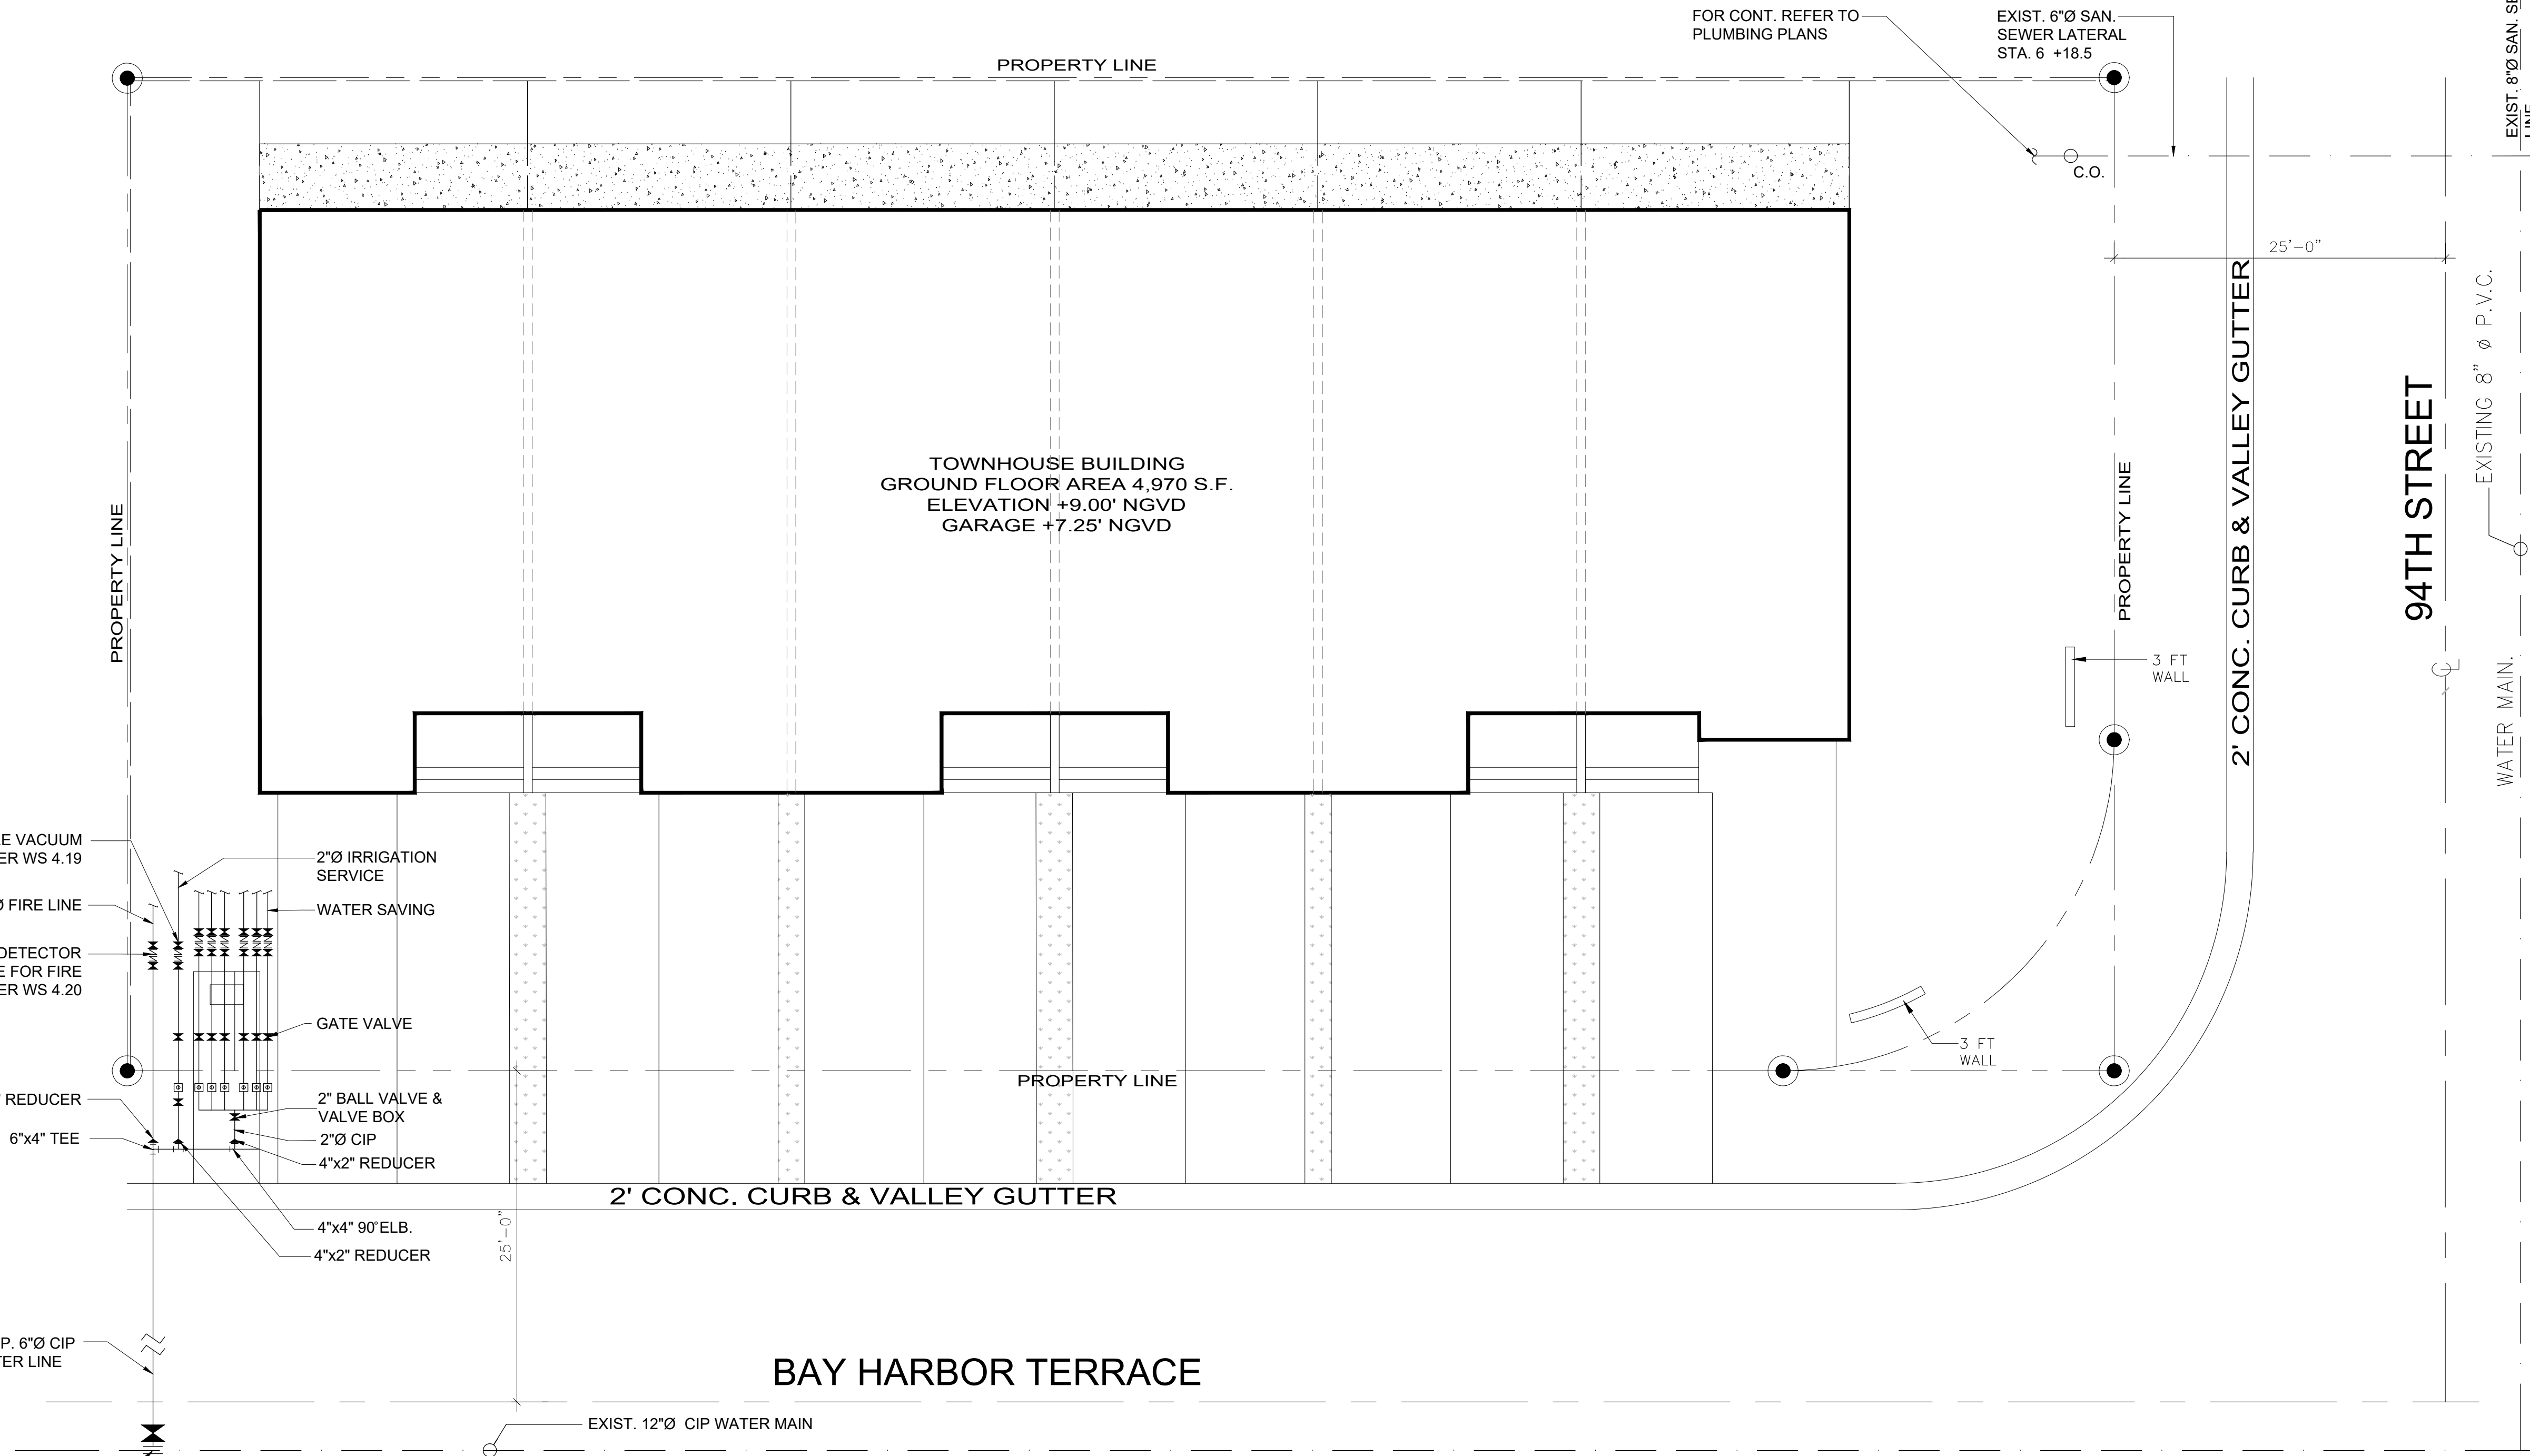 FOR CONT. REFER TO
PLUMBING PLANS
EXIST. 6"Ø SAN.
SEWER LATERAL
STA. 6 +18.5
EXIST. 8"Ø SAN.
PROPERTY LINE
C.O.
25'-0"
EXISTING 8" ø P.V.C.
WATER MAIN.
94TH STREET
2' CONC. CURB & VALLEY GUTTER
PROPERTY LINE
PROPERTY LINE
TOWNHOUSE BUILDING
GROUND FLOOR AREA 4,970 S.F.
ELEVATION +9.00' NGVD
GARAGE +7.25' NGVD
3 FT
WALL
VACUUM
WS 4.19
2"Ø IRRIGATION
SERVICE
Ø FIRE LINE
WATER SAVING
DETECTOR
FOR FIRE
WS 4.20
GATE VALVE
3 FT
WALL
PROPERTY LINE
REDUCER
2" BALL VALVE &
VALVE BOX
6"x4" TEE
2"Ø CIP
4"x2" REDUCER
2' CONC. CURB & VALLEY GUTTER
4"x4" 90°ELB.
4"x2" REDUCER
25'-0"
6"Ø CIP
LINE
BAY HARBOR TERRACE
EXIST. 12"Ø CIP WATER MAIN